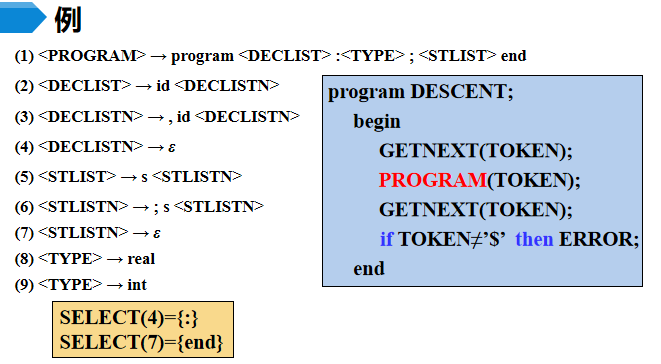 例
(1) <PROGRAM> → program <DECLIST> :<TYPE> ; <STLIST> end
(2) <DECLIST> → id <DECLISTN>
(3) <DECLISTN> → , id <DECLISTN>
(4) <DECLISTN> → ε
(5) <STLIST> → s <STLISTN>
(6) <STLISTN> → ; s <STLISTN>
(7) <STLISTN> → ε
(8) <TYPE> → real
(9) <TYPE> → int
SELECT(4)={:}
SELECT(7)={end}
program DESCENT;
begin
GETNEXT(TOKEN);
PROGRAM(TOKEN);
GETNEXT(TOKEN);
if TOKEN≠’$’ then ERROR;
end